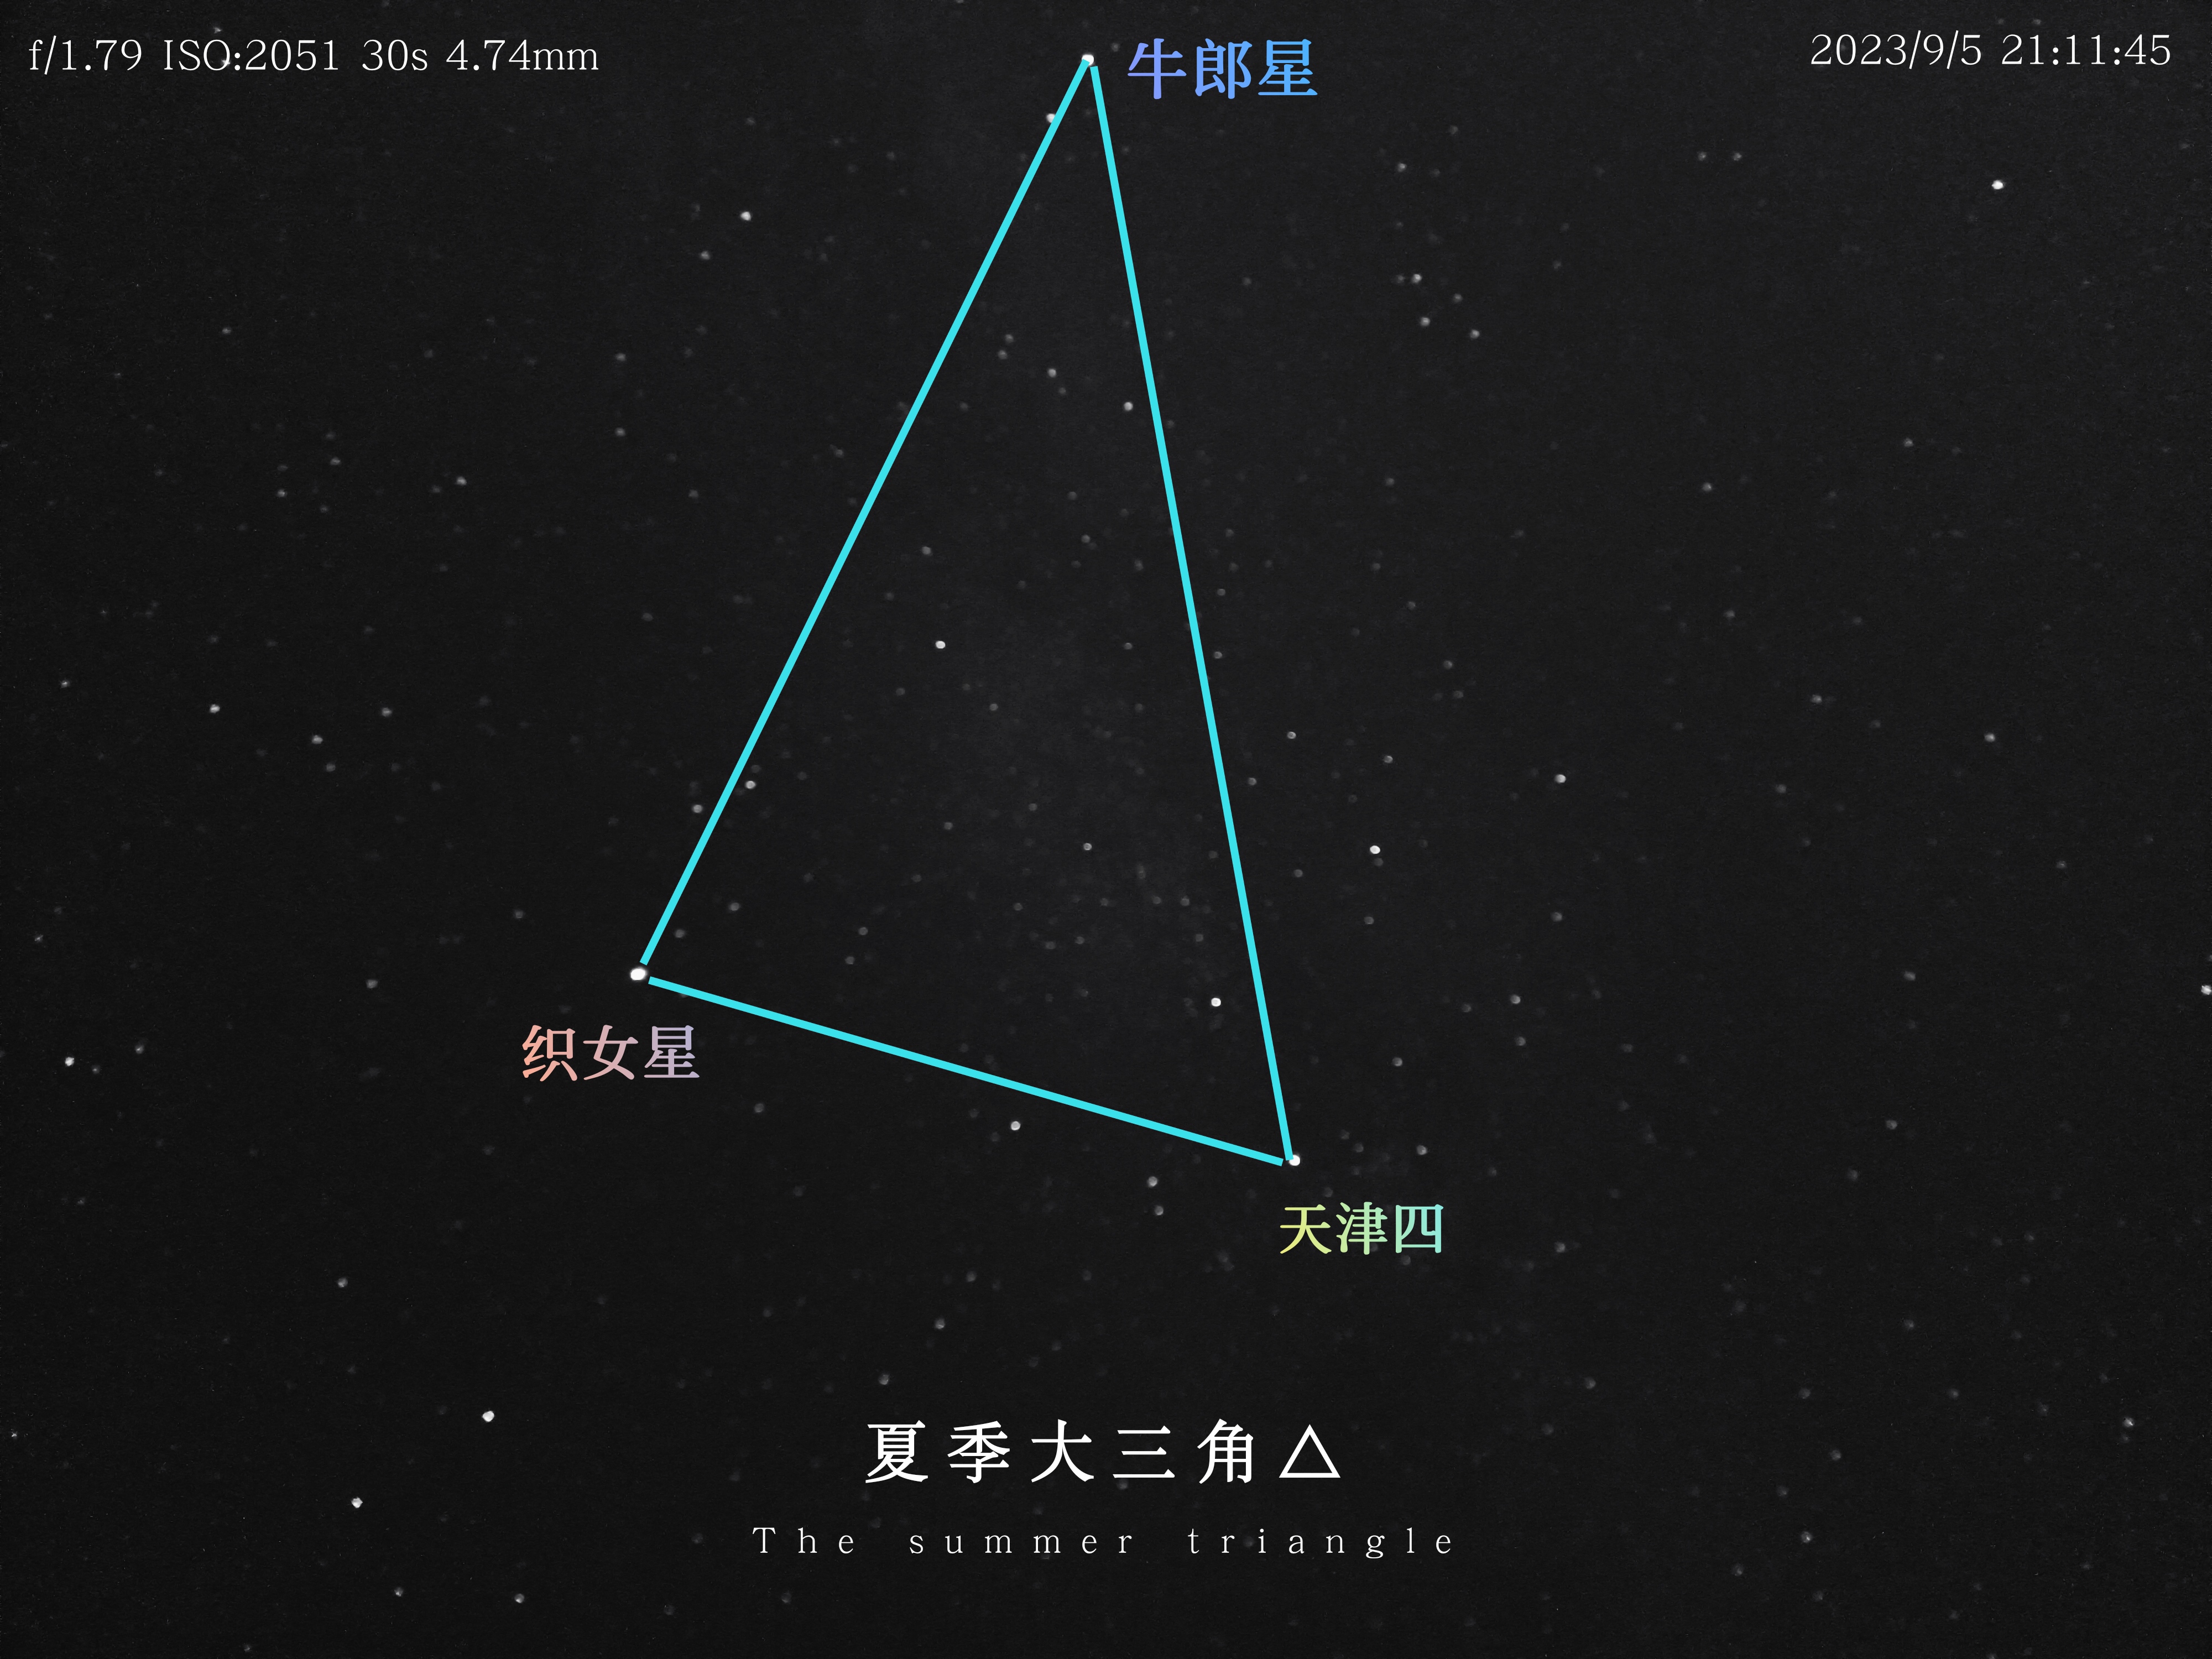 f/1.79 ISO:2051 30s 4.74mm
2023/9/5 21:11:45
牛郎星
织女星
天津四
夏季大三角△
The summer triangle